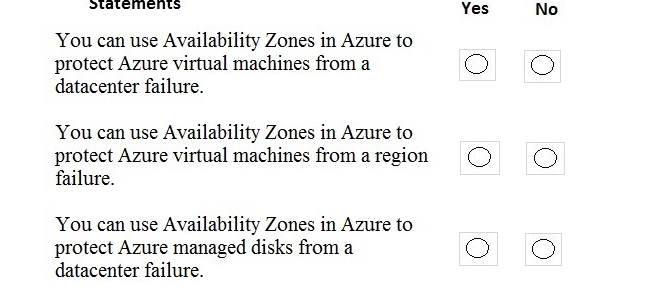 Statements Yes No
You can use Availability Zones in Azure to
protect Azure virtual machines from a
datacenter failure.
You can use Availability Zones in Azure to
protect Azure virtual machines from a region
failure.
You can use Availability Zones in Azure to
protect Azure managed disks from a
datacenter failure.